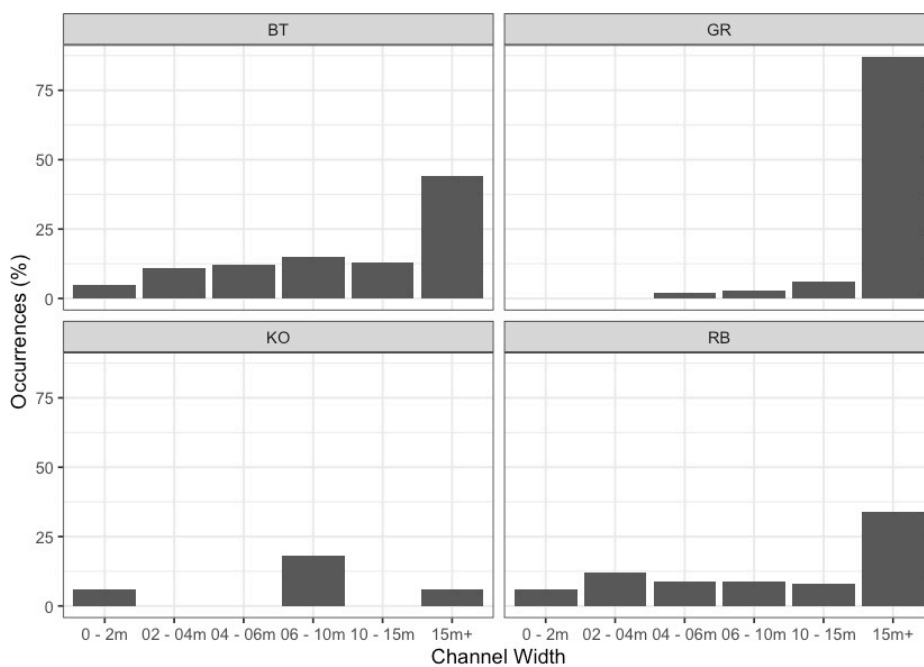 BT
GR
75
50
25
0
KO
RB
75
50
25
0
0 - 2m 02 - 04m 04 - 06m 06 - 10m 10 - 15m 15m+
0 - 2m 02 - 04m 04 - 06m 06 - 10m 10 - 15m 15m+
Channel Width
Occurrences (%)